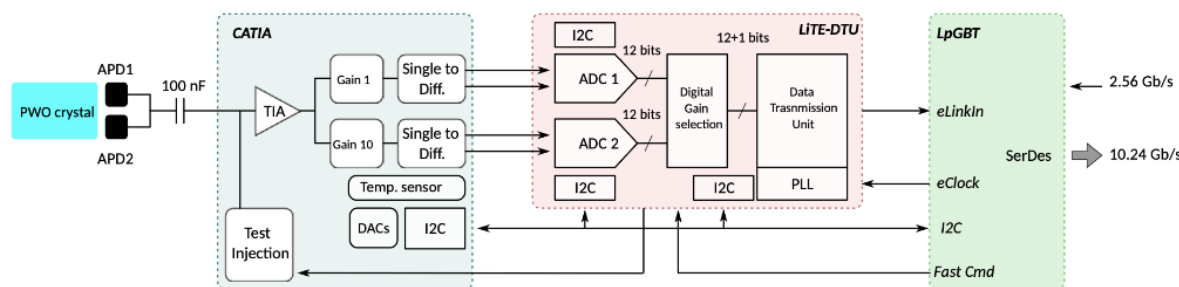 CATIA
LiTE-DTU
LpGBT
I2C
12 bits
12+1 bits
APD1
100 nF
PWO crystal
APD2
TIA
Gain 1
Single to
Diff.
ADC 1
Digital
Gain
selection
Data
Trasnmission
Unit
2.56 Gb/s
eLinkIn
12 bits
Gain 10
Single to
Diff.
ADC 2
SerDes
10.24 Gb/s
Temp. sensor
I2C
I2C
PLL
eClock
Test
Injection
DACs
I2C
I2C
Fast Cmd